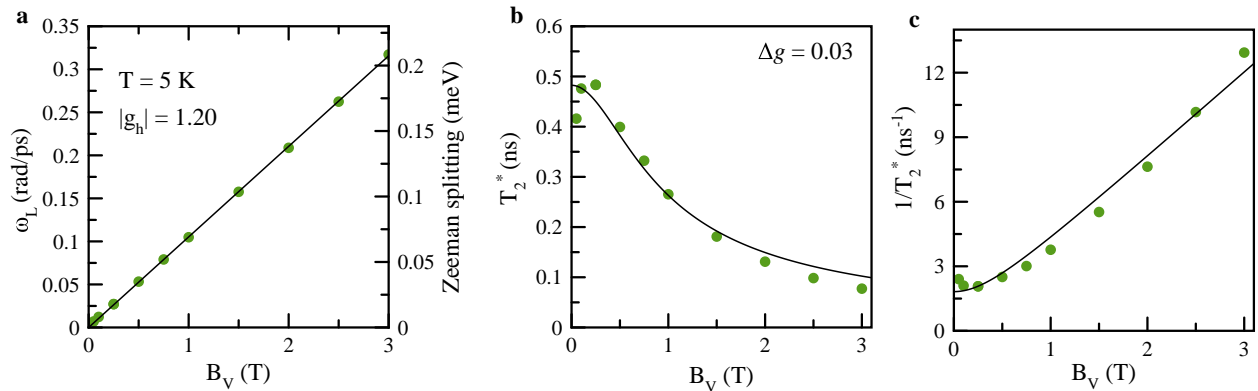 a
0.35
0.3
0.25
0.2
0.15
0.1
0.05
0
ω_L (rad/ps)
T = 5 K
|g_h| = 1.20
0.2
0.15
0.1
0.05
0
Zeeman splitting (meV)
0 1 2 3
B_V (T)
b
0.6
0.5
0.4
0.3
0.2
0.1
0
T_2^* (ns)
Δg = 0.03
0 1 2 3
B_V (T)
c
12
9
6
3
0
1/T_2^* (ns^-1)
0 1 2 3
B_V (T)